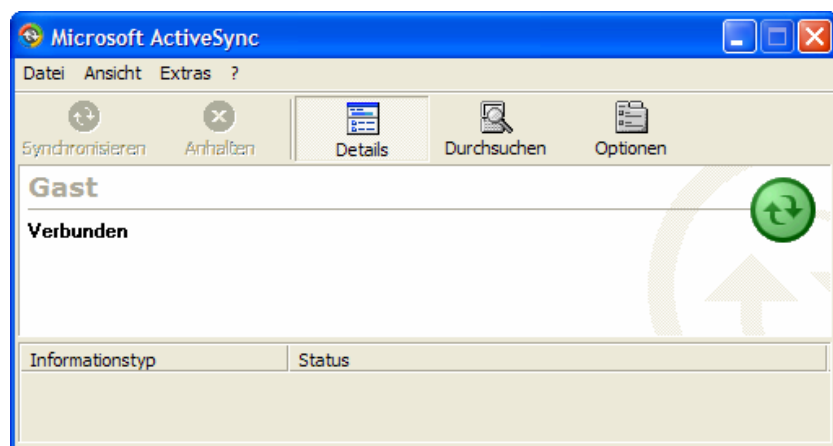 Microsoft ActiveSync
Datei Ansicht Extras ?
Synchronisieren Anhalten Details Durchsuchen Optionen
Gast
Verbunden
Informationstyp Status